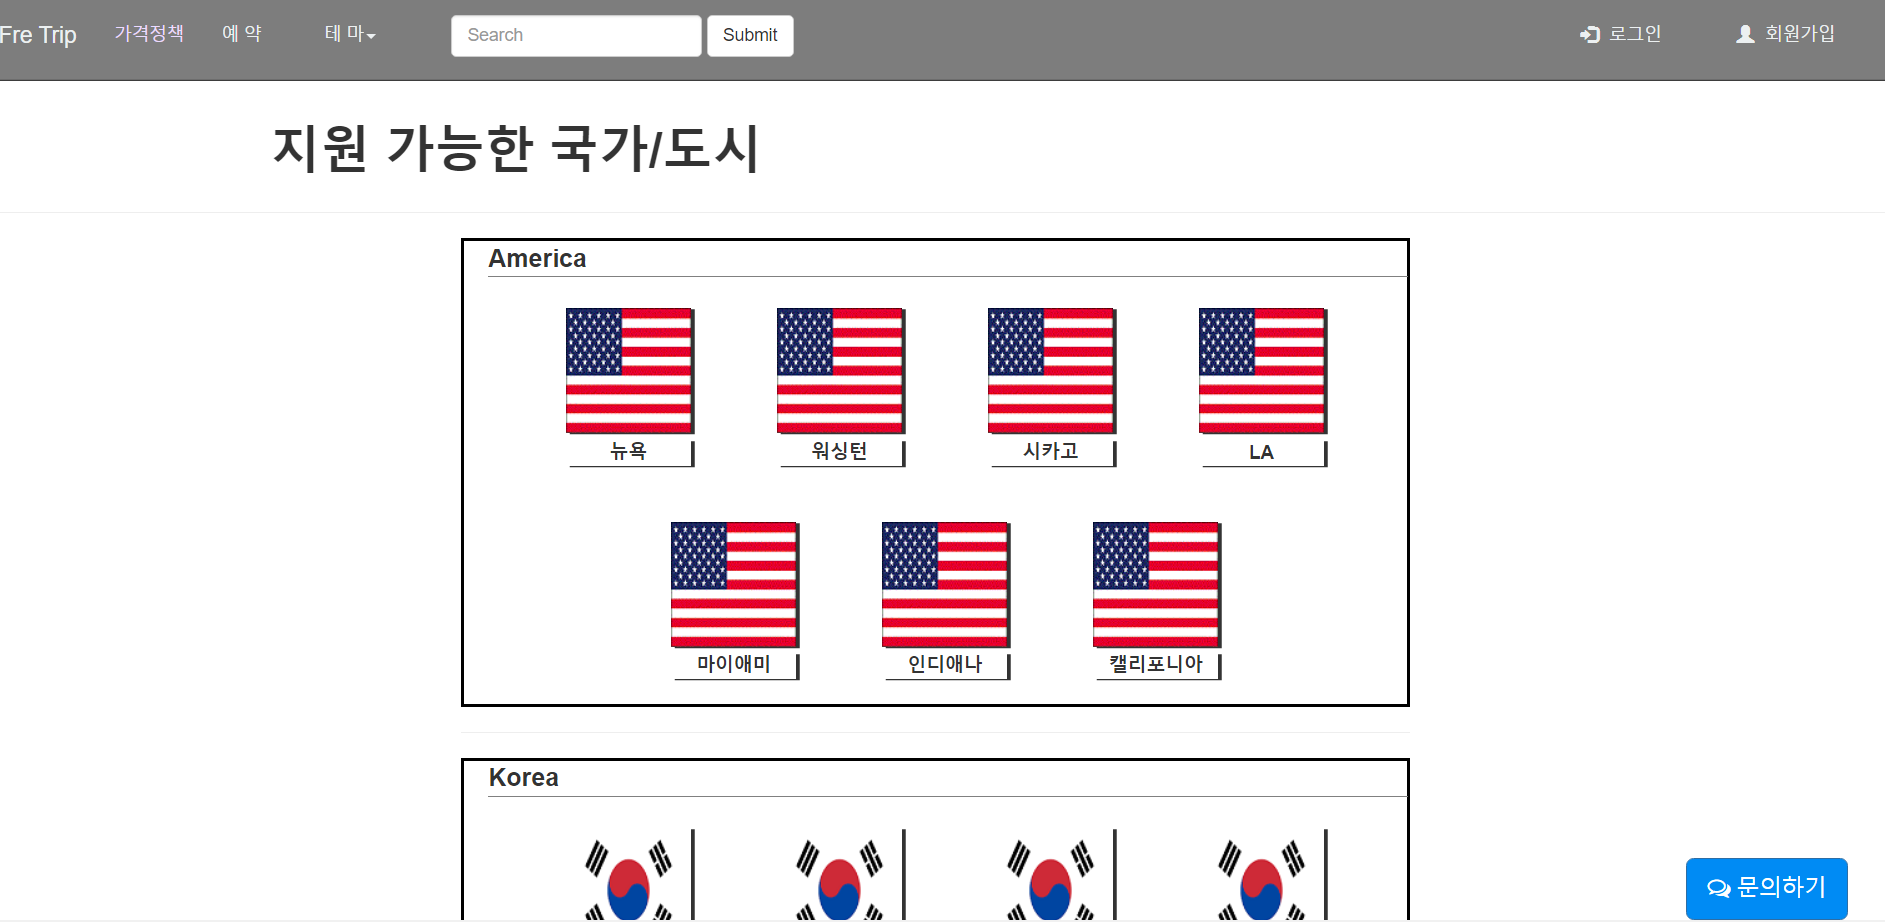 Fre Trip 가격정책 예 약 테 마 Search Submit 로그인 회원가입
지원 가능한 국가/도시
America
뉴욕 워싱턴 시카고 LA
마이애미 인디애나 캘리포니아
Korea
문의하기